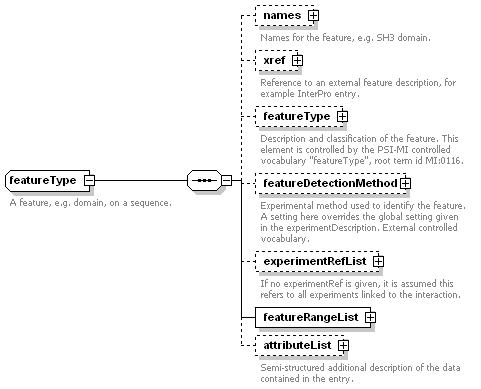 names
Names for the feature, e.g. SH3 domain.
xref
Reference to an external feature description, for
example InterPro entry.
featureType
Description and classification of the feature. This
element is controlled by the PSI-MI controlled
vocabulary "featureType", root term id MI:0116.
featureType
A feature, e.g. domain, on a sequence.
featureDetectionMethod
Experimental method used to identify the feature.
A setting here overrides the global setting given
in the experimentDescription. External controlled
vocabulary.
experimentRefList
If no experimentRef is given, it is assumed this
refers to all experiments linked to the interaction.
featureRangeList
attributeList
Semi-structured additional description of the data
contained in the entry.